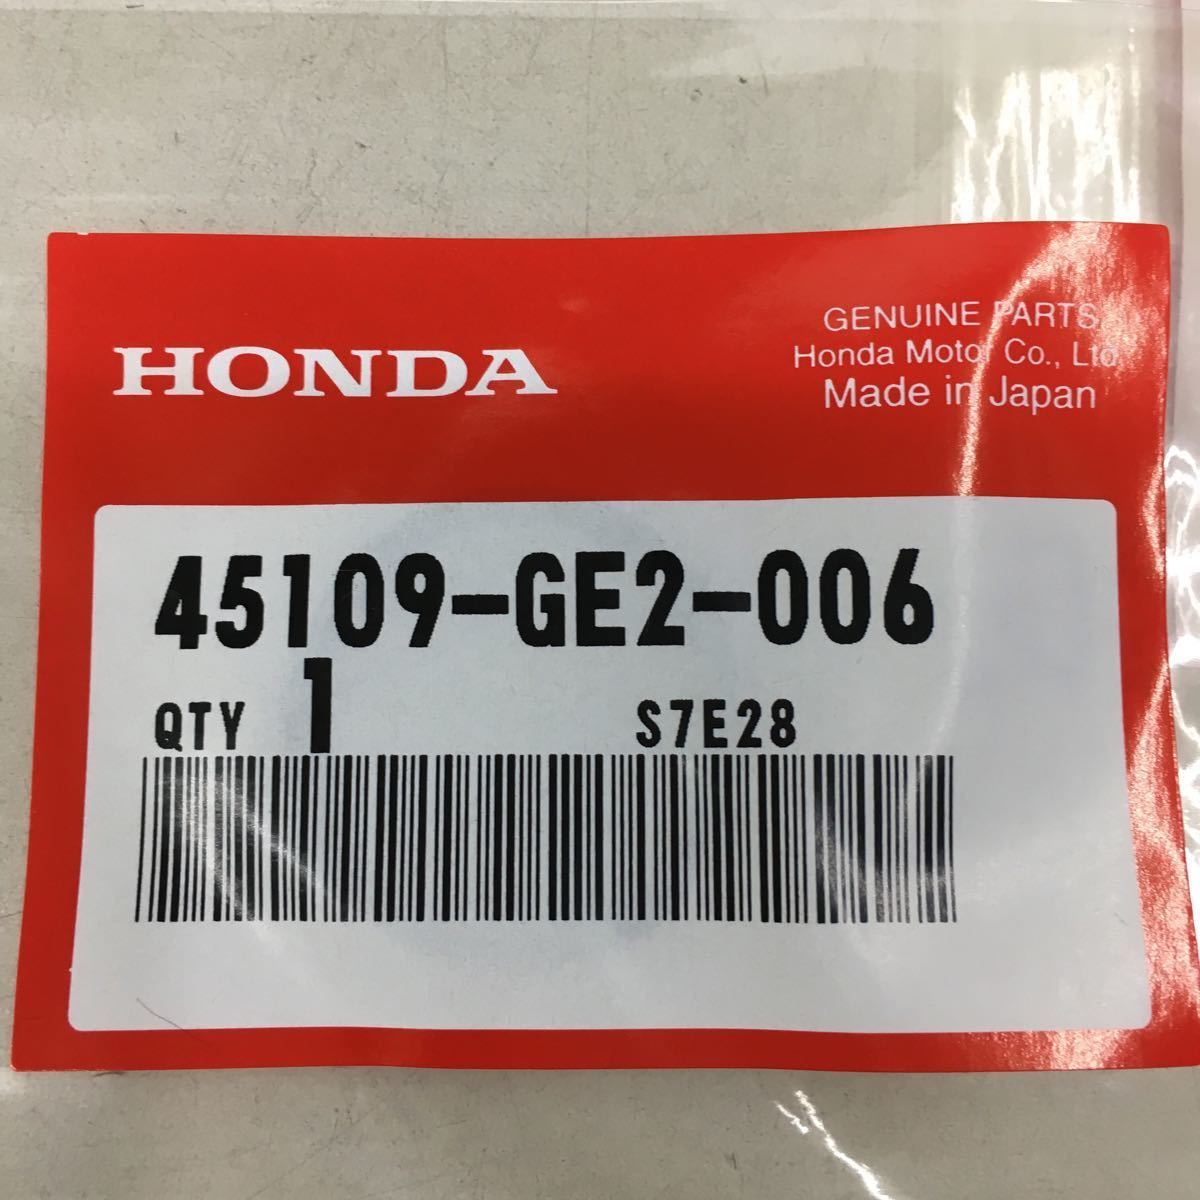 HONDA
GENUINE PARTS
Honda Motor Co., Ltd.
Made in Japan
45109-GE2-006
QTY 1 S7E28